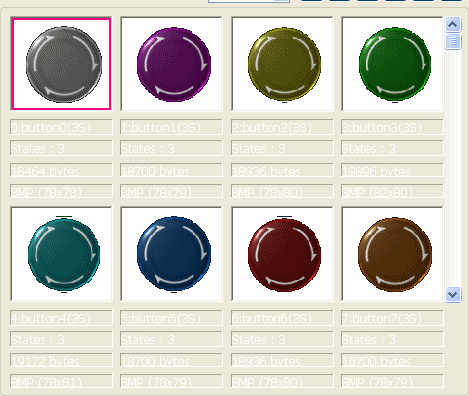 0:button0(3S) 1:button1(3S) 2:button2(3S) 3:button3(3S)
States : 3 States : 3 States : 3 States : 3
18464 bytes 18700 bytes 18936 bytes 19896 bytes
BMP (78x78) BMP (78x79) BMP (78x80) BMP (82x80)
4:button4(3S) 5:button5(3S) 6:button6(3S) 7:button7(3S)
States : 3 States : 3 States : 3 States : 3
19172 bytes 18700 bytes 18936 bytes 18700 bytes
BMP (78x81) BMP (78x79) BMP (78x80) BMP (78x79)